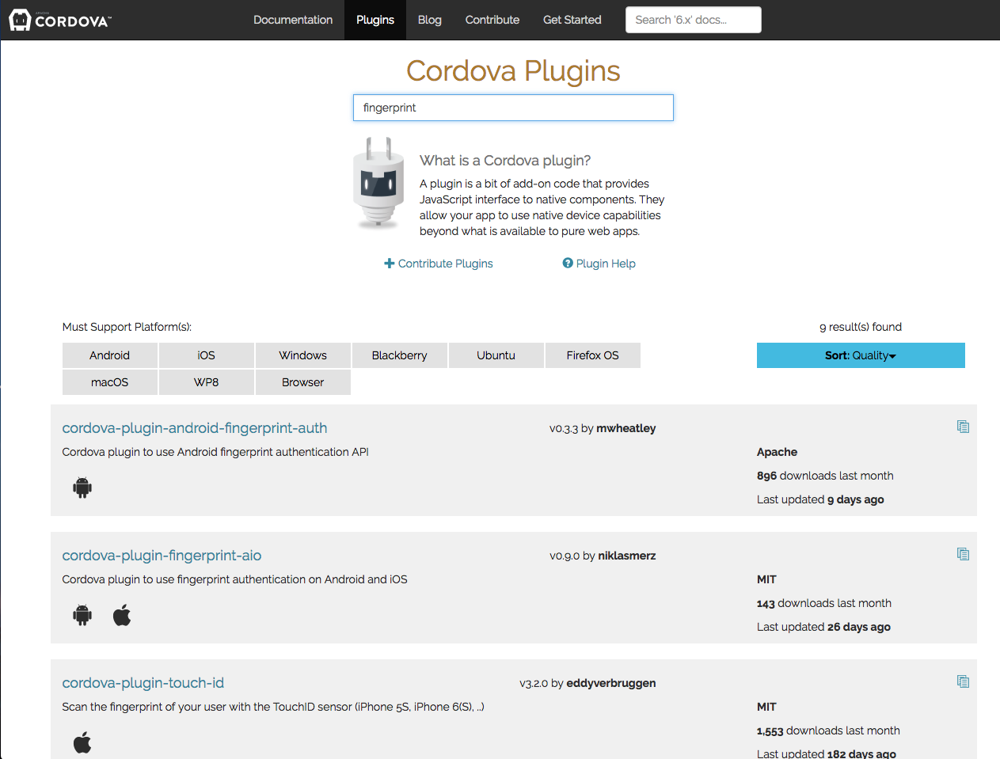 APACHE
CORDOVA™
Documentation Plugins Blog Contribute Get Started Search '6.x' docs...
Cordova Plugins
fingerprint
What is a Cordova plugin?
A plugin is a bit of add-on code that provides
JavaScript interface to native components. They
allow your app to use native device capabilities
beyond what is available to pure web apps.
Contribute Plugins Plugin Help
Must Support Platform(s): 9 result(s) found
Android iOS Windows Blackberry Ubuntu Firefox OS Sort: Quality
macOS WP8 Browser
cordova-plugin-android-fingerprint-auth v0.3.3 by mwheatley
Cordova plugin to use Android fingerprint authentication API Apache
896 downloads last month
Last updated 9 days ago
cordova-plugin-fingerprint-aio v0.9.0 by niklasmerz
Cordova plugin to use fingerprint authentication on Android and iOS MIT
143 downloads last month
Last updated 26 days ago
cordova-plugin-touch-id v3.2.0 by eddyverbruggen
Scan the fingerprint of your user with the TouchID sensor (iPhone 5S, iPhone 6(S), ..) MIT
1,553 downloads last month
Last updated 182 days ago